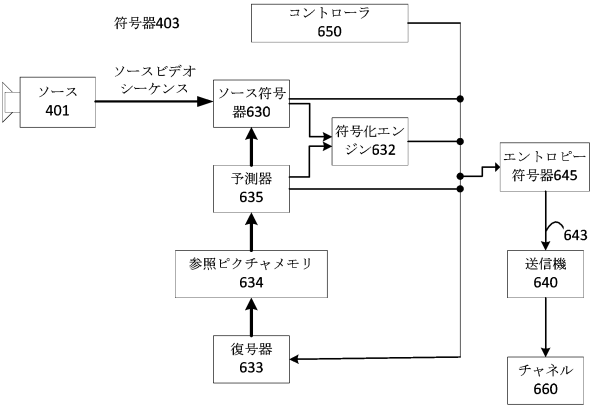 符号器403
コントローラ
650
ソースビデオ
シーケンス
ソース
401
ソース符号
器630
符号化エン
ジン632
予測器
635
エントロピー
符号器645
643
参照ピクチャメモリ
634
送信機
640
復号器
633
チャネル
660